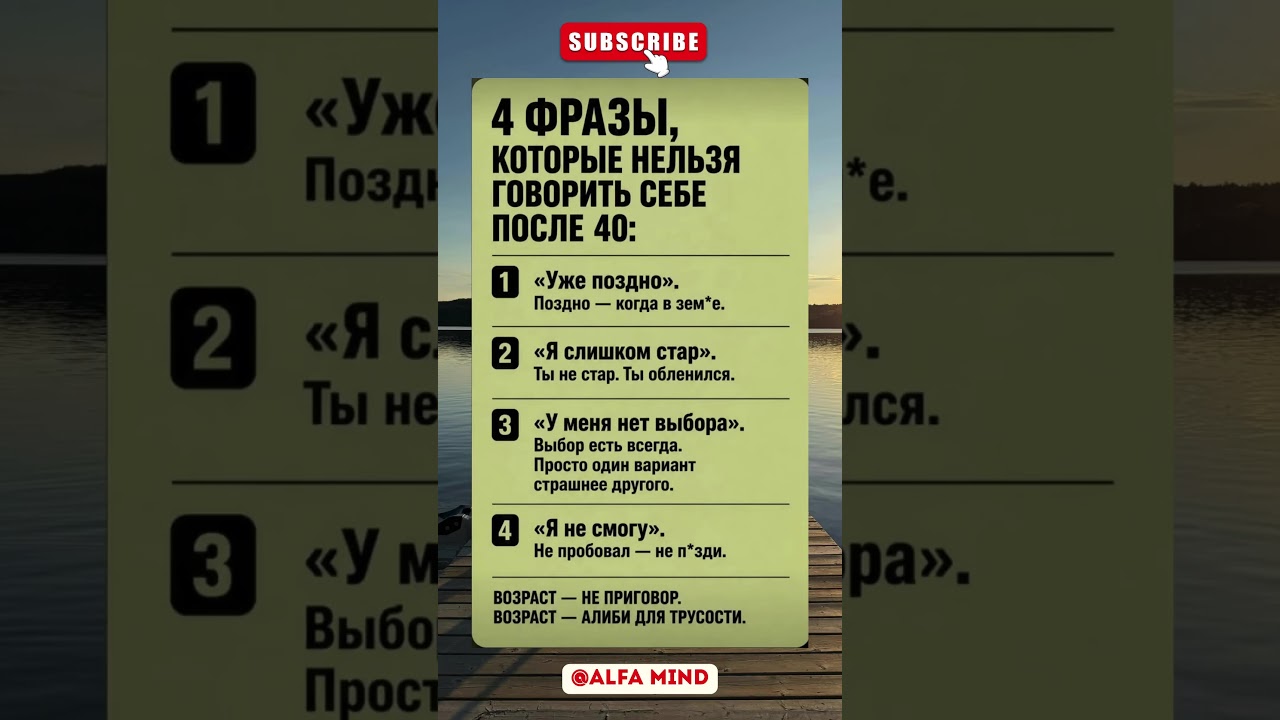 SUBSCRIBE
4 ФРАЗЫ,
КОТОРЫЕ НЕЛЬЗЯ
ГОВОРИТЬ СЕБЕ
ПОСЛЕ 40:
1 «Уже поздно».
Поздно — когда в зем*е.
2 «Я слишком стар».
Ты не стар. Ты обленился.
3 «У меня нет выбора».
Выбор есть всегда.
Просто один вариант
страшнее другого.
4 «Я не смогу».
Не пробовал — не п*зди.
ВОЗРАСТ — НЕ ПРИГОВОР.
ВОЗРАСТ — АЛИБИ ДЛЯ ТРУСОСТИ.
@ALFA MIND